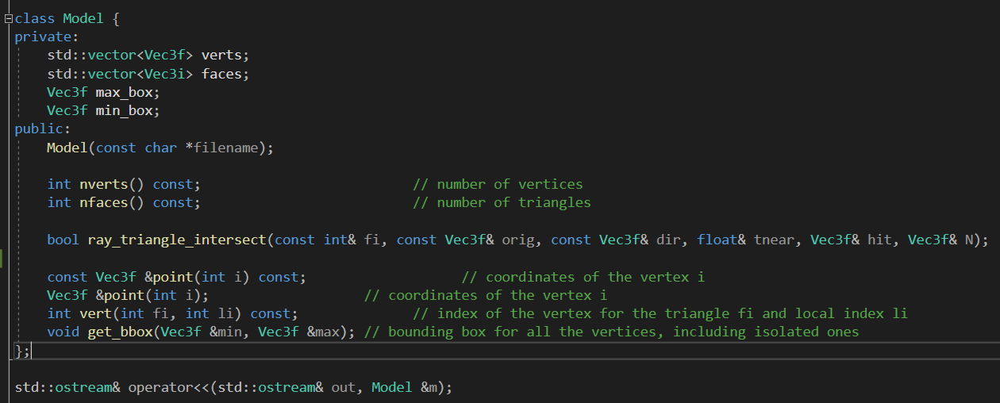 class Model {
private:
    std::vector<Vec3f> verts;
    std::vector<Vec3i> faces;
    Vec3f max_box;
    Vec3f min_box;
public:
    Model(const char *filename);
    int nverts() const;                          // number of vertices
    int nfaces() const;                          // number of triangles
    bool ray_triangle_intersect(const int& fi, const Vec3f& orig, const Vec3f& dir, float& tnear, Vec3f& hit, Vec3f& N);
    const Vec3f &point(int i) const;                   // coordinates of the vertex i
    Vec3f &point(int i);                   // coordinates of the vertex i
    int vert(int fi, int li) const;              // index of the vertex for the triangle fi and local index li
    void get_bbox(Vec3f &min, Vec3f &max); // bounding box for all the vertices, including isolated ones
};
std::ostream& operator<<(std::ostream& out, Model &m);